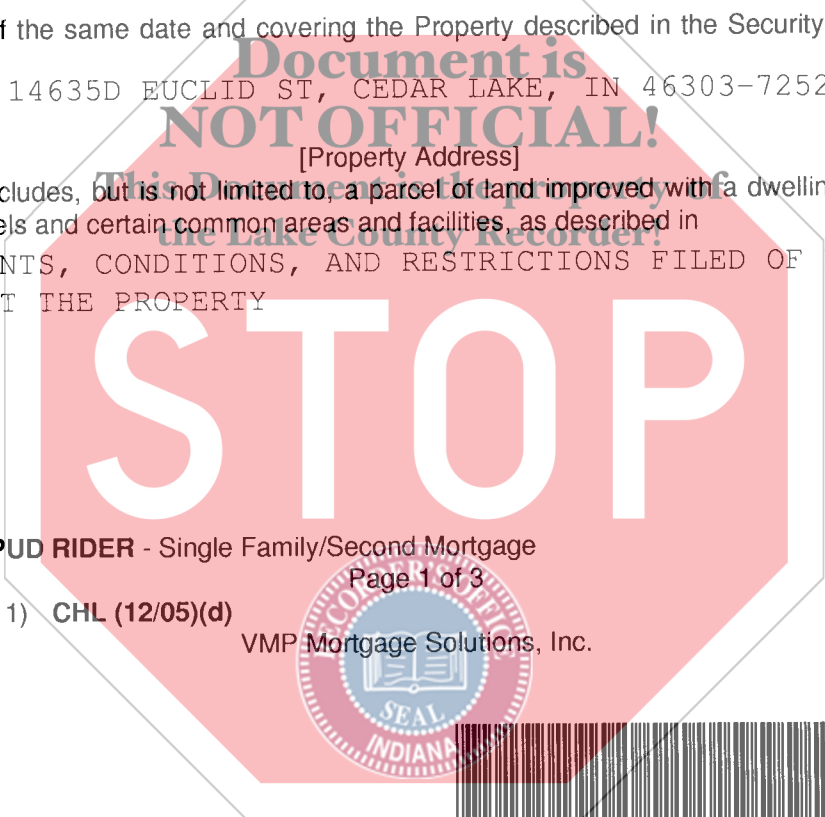 f the same date and covering the Property described in the Security
Document is
14635D EUCLID ST, CEDAR LAKE, IN 46303-7252
NOT OFFICIAL!
[Property Address]
This Document is the property of
cludes, but is not limited to, a parcel of land improved with a dwellin
els and certain common areas and facilities, as described in
the Lake County Recorder!
NTS, CONDITIONS, AND RESTRICTIONS FILED OF
T THE PROPERTY
STOP
PUD RIDER - Single Family/Second Mortgage
Page 1 of 3
1) CHL (12/05)(d)
VMP Mortgage Solutions, Inc.
RECORDER'S OFFICE
SEAL
INDIANA